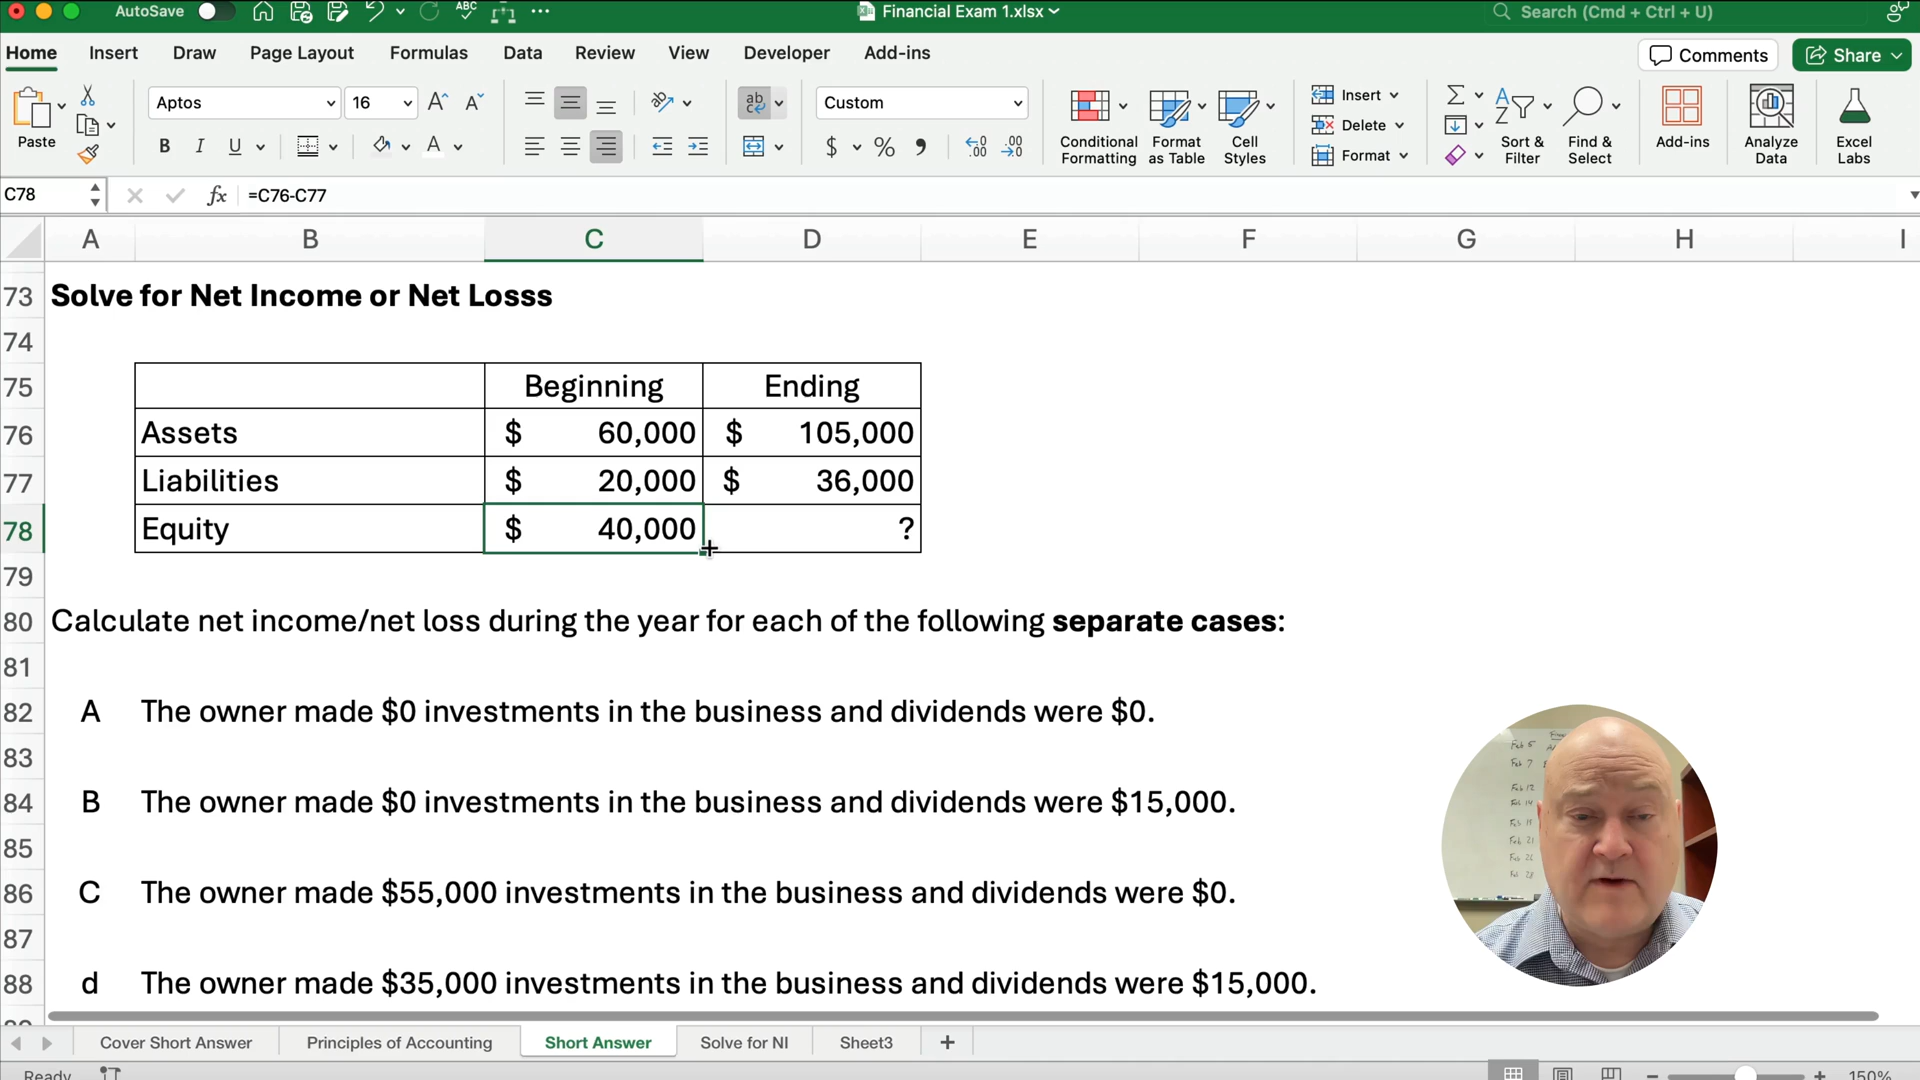 AutoSave
ABC
Financial Exam 1.xlsx
Search (Cmd + Ctrl + U)
Home Insert Draw Page Layout Formulas Data Review View Developer Add-ins Comments Share
Paste
Aptos 16
B I U
Custom
$ %
Conditional Formatting
Format as Table
Cell Styles
Insert
Delete
Format
Sort & Filter
Find & Select
Add-ins
Analyze Data
Excel Labs
C78 fx =C76-C77
A B C D E F G H I
73 Solve for Net Income or Net Losss
74
75 Beginning Ending
76 Assets $ 60,000 $ 105,000
77 Liabilities $ 20,000 $ 36,000
78 Equity $ 40,000 ?
79
80 Calculate net income/net loss during the year for each of the following separate cases:
81
82 A The owner made $0 investments in the business and dividends were $0.
83
84 B The owner made $0 investments in the business and dividends were $15,000.
85
86 C The owner made $55,000 investments in the business and dividends were $0.
87
88 d The owner made $35,000 investments in the business and dividends were $15,000.
Cover Short Answer Principles of Accounting Short Answer Solve for NI Sheet3 +
Ready 150%